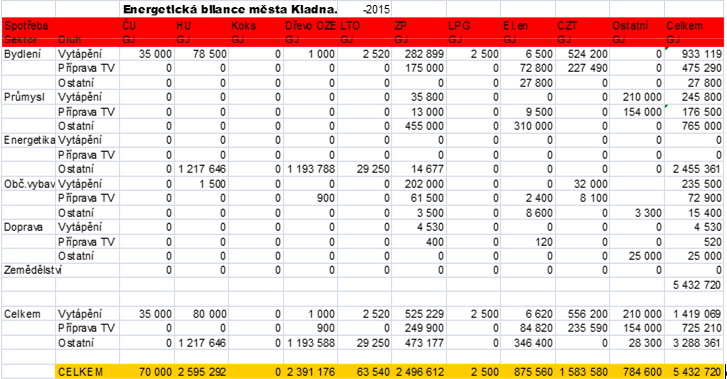 Energetická bilance města Kladna. -2015
Spotřeba ČU HU Koks Dřevo OZE LTO ZP LPG El.en CZT Ostatní Celkem
Sektor Druh GJ GJ GJ GJ GJ GJ GJ GJ GJ GJ GJ
Bydlení Vytápění 35 000 78 500 0 1 000 2 520 282 899 2 500 6 500 524 200 933 119
Příprava TV 0 0 0 0 0 175 000 0 72 800 227 490 0 475 290
Ostatní 0 0 0 0 0 0 0 27 800 0 0 27 800
Průmysl Vytápění 0 0 0 0 0 35 800 0 0 0 210 000 245 800
Příprava TV 0 0 0 0 0 13 000 0 9 500 0 154 000 176 500
Ostatní 0 0 0 0 0 455 000 0 310 000 0 0 765 000
Energetika Vytápění 0 0 0 0 0 0 0 0 0 0 0
Příprava TV 0 0 0 0 0 0 0 0 0 0 0
Ostatní 0 1 217 646 0 1 193 788 29 250 14 677 0 0 0 0 2 455 361
Obč.vybav Vytápění 0 1 500 0 0 0 202 000 0 0 32 000 235 500
Příprava TV 0 0 0 900 0 61 500 0 2 400 8 100 0 72 900
Ostatní 0 0 0 0 0 3 500 0 8 600 0 3 300 15 400
Doprava Vytápění 0 0 0 0 0 4 530 0 0 0 0 4 530
Příprava TV 0 0 0 0 0 400 0 120 0 0 520
Ostatní 0 0 0 0 0 0 0 0 0 25 000 25 000
Zemědělství 0 0 0 0 0 0 0 0 0 0 0
5 432 720
Celkem Vytápění 35 000 80 000 0 1 000 2 520 525 229 2 500 6 620 556 200 210 000 1 419 069
Příprava TV 0 0 0 900 0 249 900 0 84 820 235 590 154 000 725 210
Ostatní 0 1 217 646 0 1 193 588 29 250 473 177 0 346 400 0 28 300 3 288 361
CELKEM 70 000 2 595 292 0 2 391 176 63 540 2 496 612 2 500 875 560 1 583 580 784 600 5 432 720